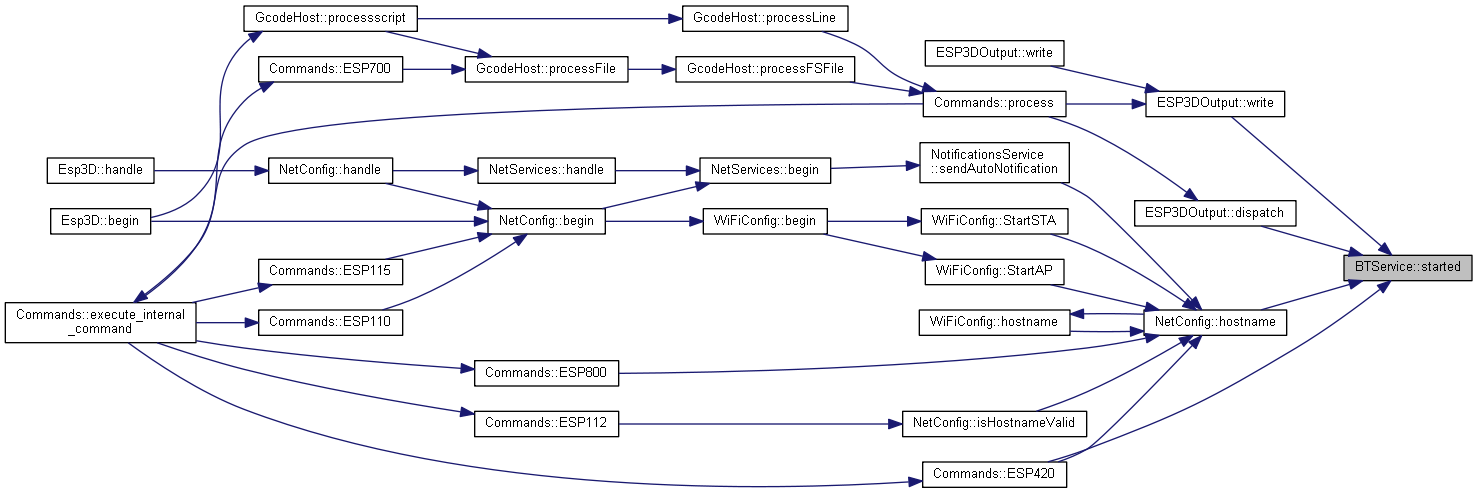 GcodeHost::processscript
GcodeHost::processLine
ESP3DOutput::write
Commands::ESP700
GcodeHost::processFile
GcodeHost::processFSFile
Commands::process
ESP3DOutput::write
Esp3D::handle
NetConfig::handle
NetServices::handle
NetServices::begin
NotificationsService
::sendAutoNotification
Esp3D::begin
NetConfig::begin
WiFiConfig::begin
WiFiConfig::StartSTA
ESP3DOutput::dispatch
Commands::ESP115
WiFiConfig::StartAP
BTService::started
Commands::execute_internal
_command
Commands::ESP110
WiFiConfig::hostname
NetConfig::hostname
Commands::ESP800
Commands::ESP112
NetConfig::isHostnameValid
Commands::ESP420